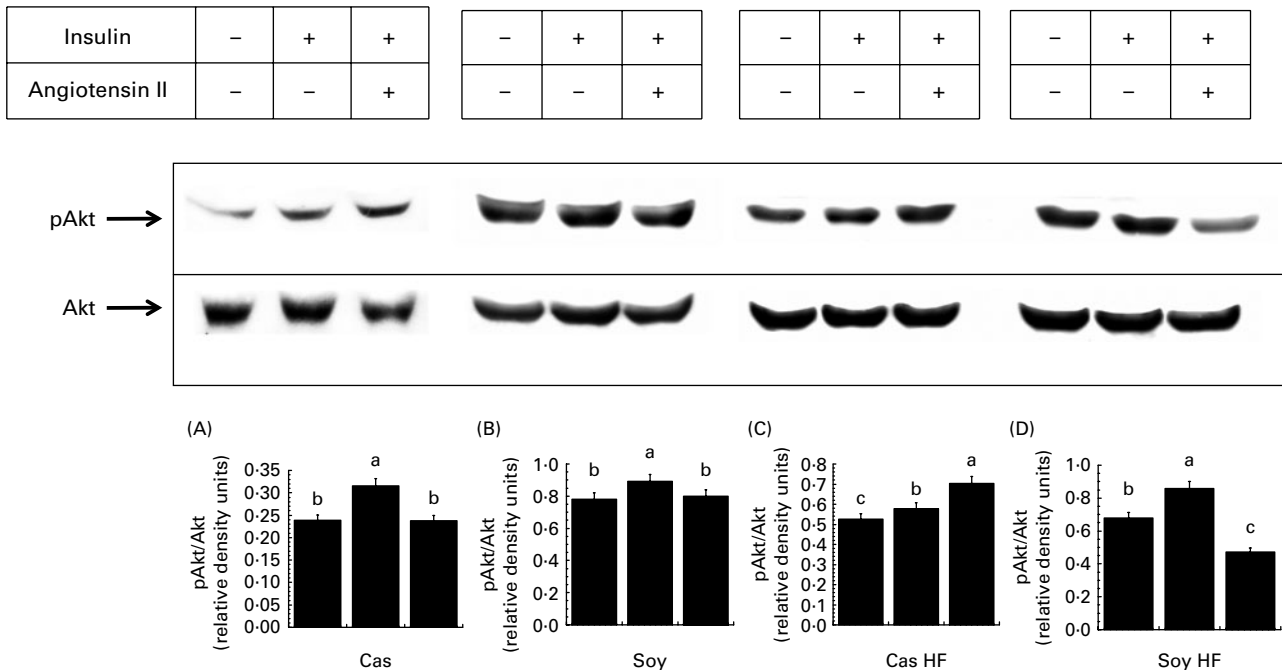 Insulin – + + – + + – + + – + +
Angiotensin II – – + – – + – – + – – +
pAkt
Akt
(A) (B) (C) (D)
pAkt/Akt
(relative density units)
0·35
0·30
0·25
0·20
0·15
0·10
0·05
0·00
b a b
Cas
pAkt/Akt
(relative density units)
1·0
0·8
0·6
0·4
0·2
0·0
b a b
Soy
pAkt/Akt
(relative density units)
0·8
0·7
0·6
0·5
0·4
0·3
0·2
0·1
0·0
c b a
Cas HF
pAkt/Akt
(relative density units)
1·0
0·8
0·6
0·4
0·2
0·0
b a c
Soy HF